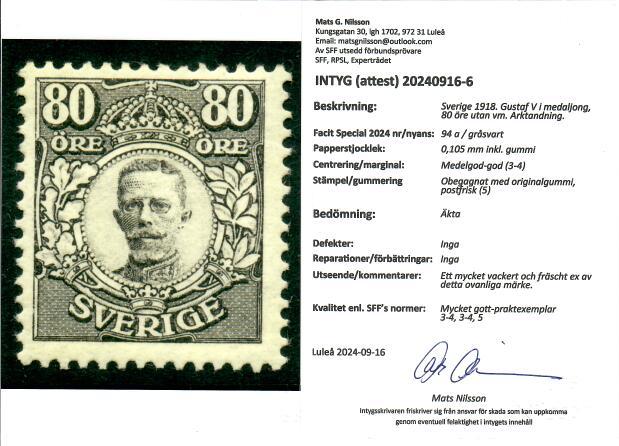 80 80
ÖRE ÖRE
SVERIGE
Mats G. Nilsson
Kungsgatan 30, lgh 1702, 972 31 Luleå
Email: matsgnilsson@outlook.com
Av SFF utsedd förbundsprövare
SFF, RPSL, Expertrådet
INTYG (attest) 20240916-6
Beskrivning: Sverige 1918. Gustaf V i medaljong,
80 öre utan vm. Arktandning.
Facit Special 2024 nr/nyans: 94 a / gråsvart
Papperstjocklek: 0,105 mm inkl. gummi
Centrering/marginal: Medelgod-god (3-4)
Stämpel/gummering Obegagnat med originalgummi,
postfrisk (5)
Bedömning: Äkta
Defekter: Inga
Reparationer/förbättringar: Inga
Utseende/kommentarer: Ett mycket vackert och fräscht ex av
detta ovanliga märke.
Kvalitet enl. SFF's normer: Mycket gott-praktexemplar
3-4, 3-4, 5
Luleå 2024-09-16
Mats Nilsson
Intygsskrivaren friskriver sig från ansvar för skada som kan uppkomma
genom eventuell felaktighet i intygets innehåll